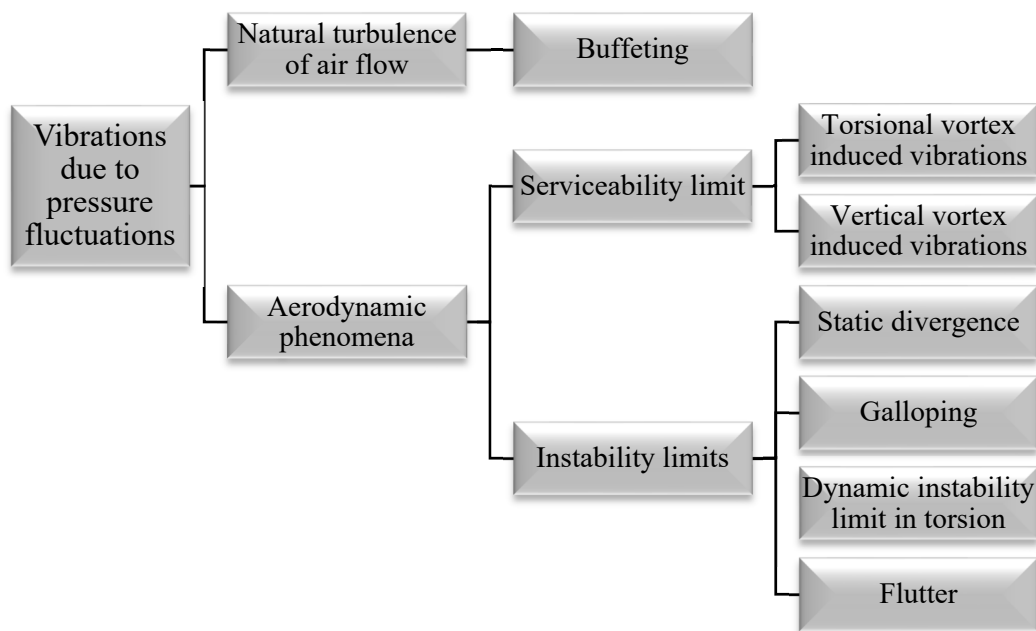 Natural turbulence
of air flow
Buffeting
Vibrations
due to
pressure
fluctuations
Torsional vortex
induced vibrations
Serviceability limit
Vertical vortex
induced vibrations
Aerodynamic
phenomena
Static divergence
Galloping
Instability limits
Dynamic instability
limit in torsion
Flutter